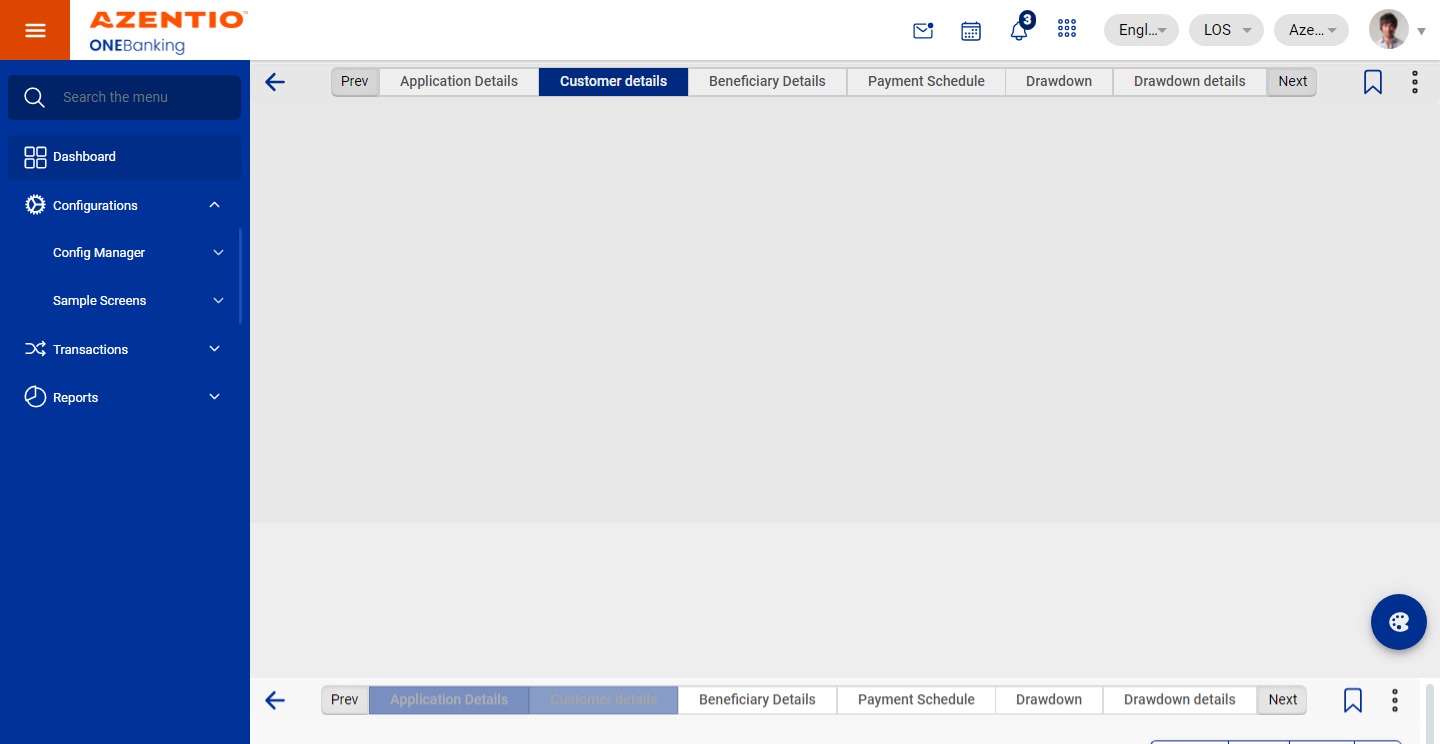 AZENTIO™
ONEBanking
3
Engl...
LOS
Aze...
Search the menu
Dashboard
Configurations
Config Manager
Sample Screens
Transactions
Reports
Prev Application Details Customer details Beneficiary Details Payment Schedule Drawdown Drawdown details Next
Prev Application Details Customer details Beneficiary Details Payment Schedule Drawdown Drawdown details Next